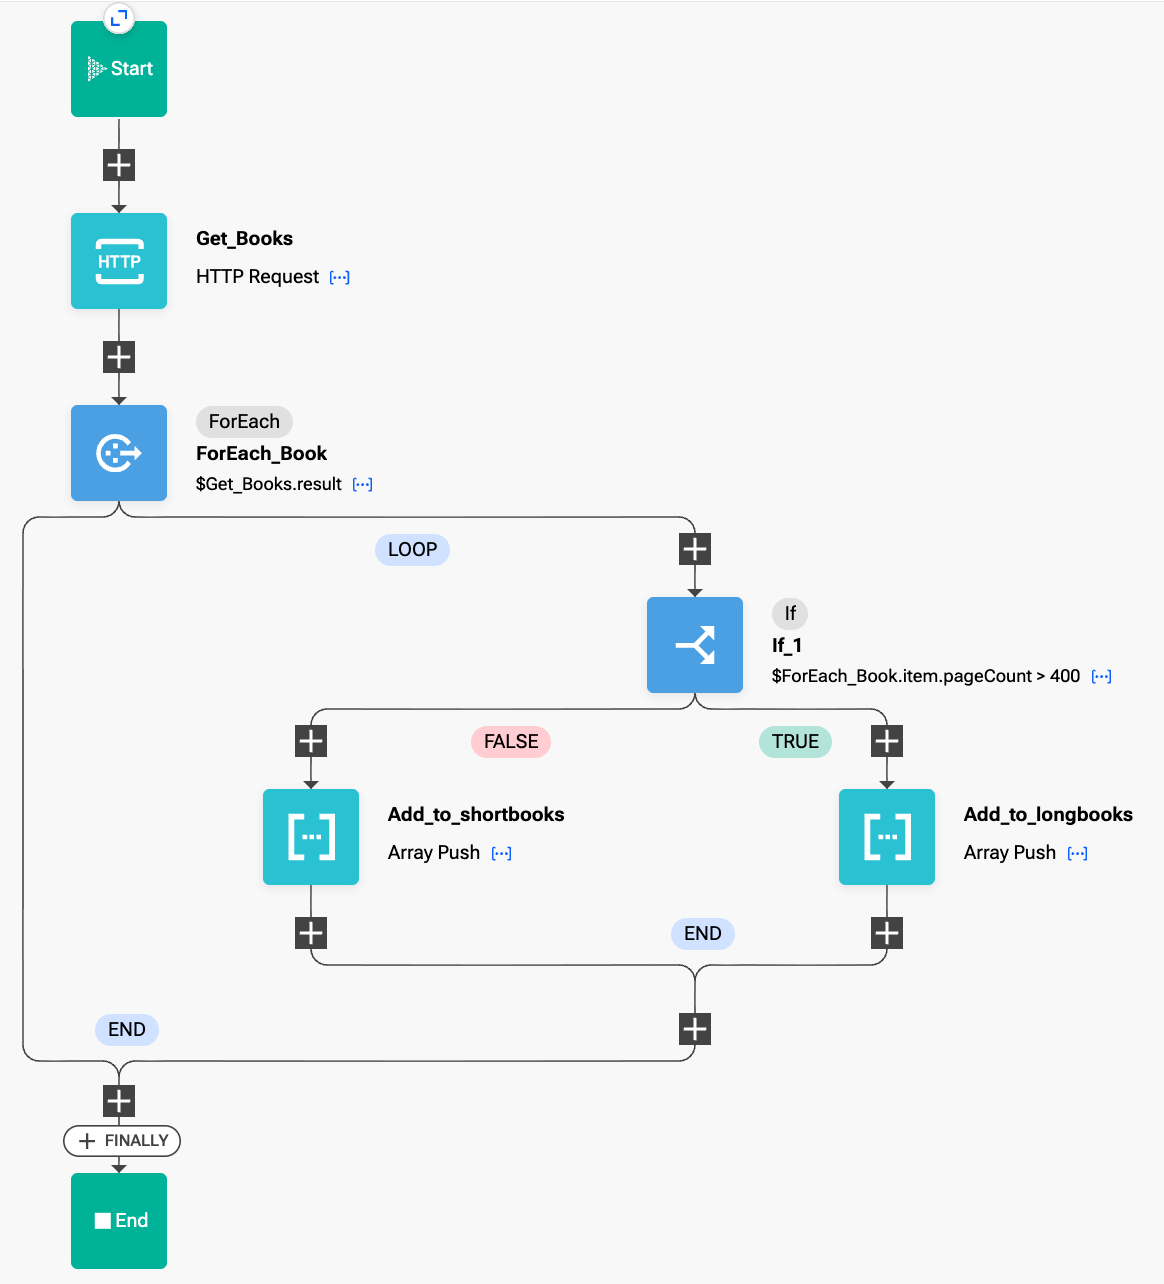 Start
Get_Books
HTTP
HTTP Request [...]
ForEach
ForEach_Book
$Get_Books.result [...]
LOOP
If
If_1
$ForEach_Book.item.pageCount > 400 [...]
FALSE
TRUE
Add_to_shortbooks
Array Push [...]
Add_to_longbooks
Array Push [...]
END
END
+ FINALLY
End